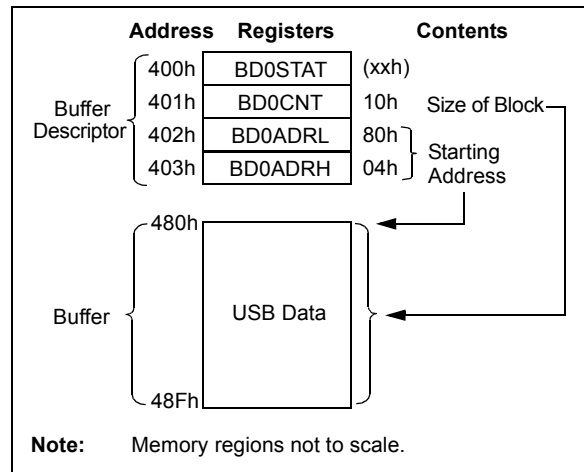 Address Registers Contents
400h BD0STAT (xxh)
401h BD0CNT 10h Size of Block
Buffer
Descriptor
402h BD0ADRL 80h
403h BD0ADRH 04h
Starting
Address
480h
Buffer USB Data
48Fh
Note: Memory regions not to scale.